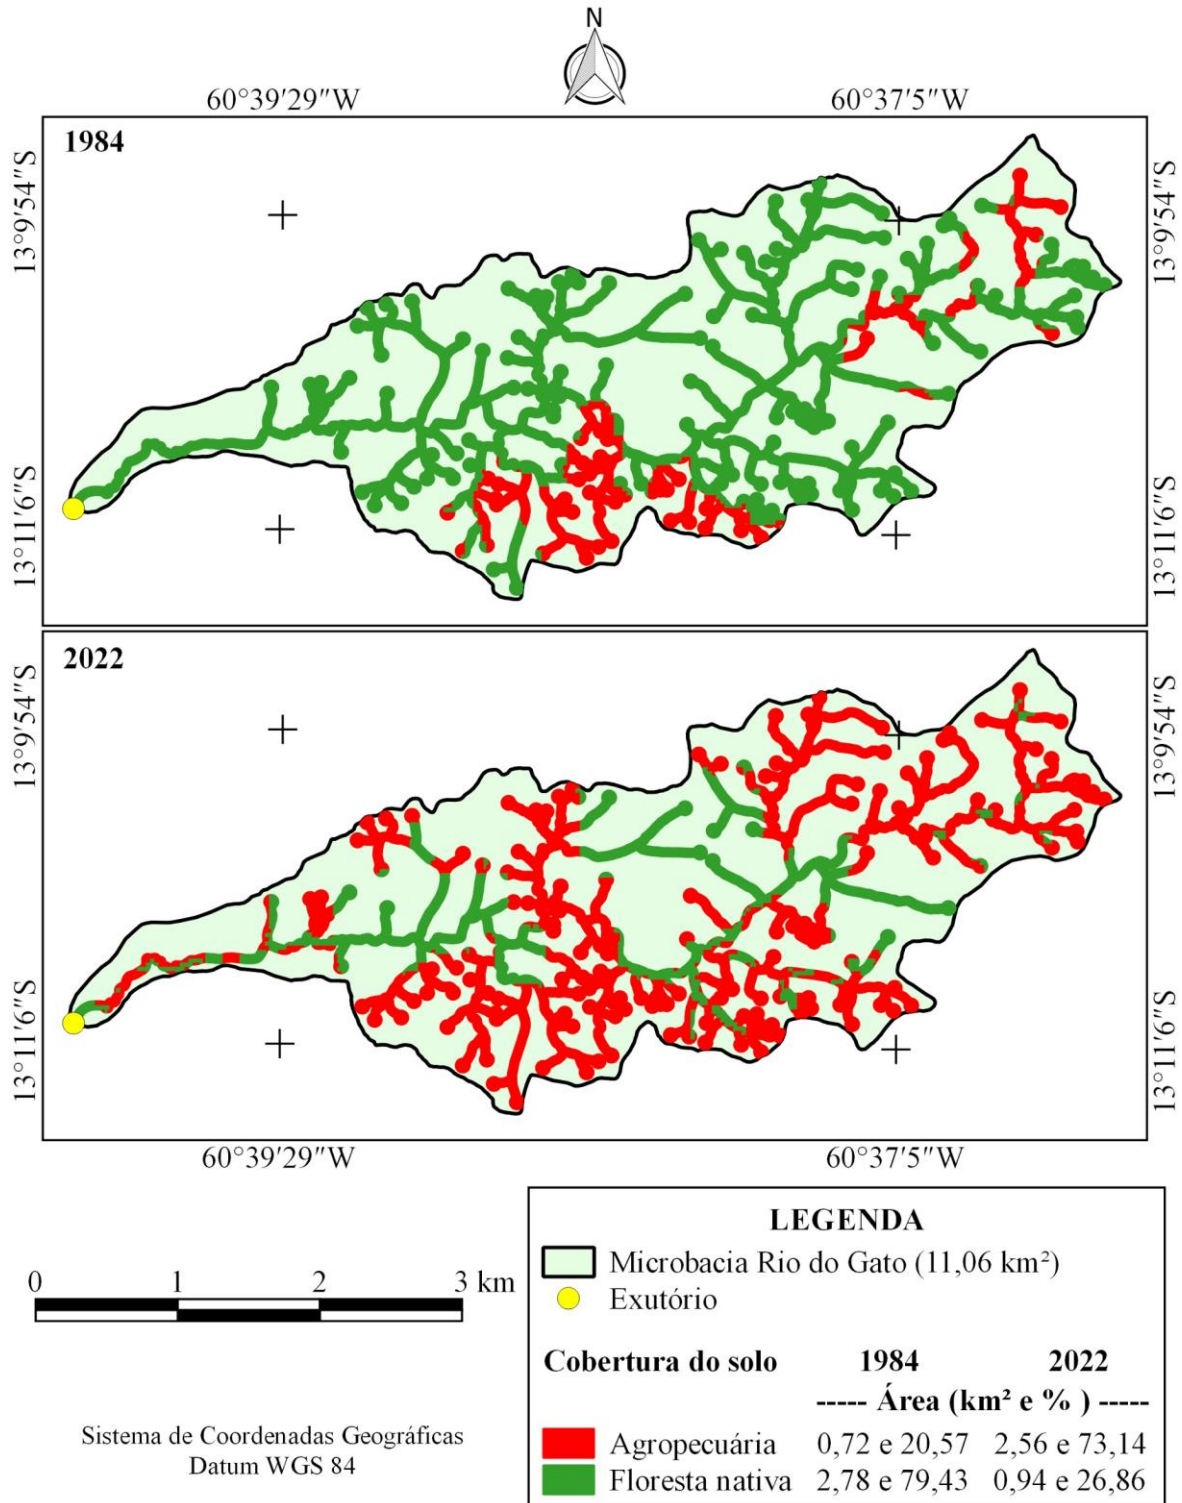 N
60°39'29"W 60°37'5"W
1984
13°9'54"S 13°9'54"S
13°11'6"S 13°11'6"S
2022
13°9'54"S 13°9'54"S
13°11'6"S 13°11'6"S
60°39'29"W 60°37'5"W
0 1 2 3 km
Sistema de Coordenadas Geográficas
Datum WGS 84
LEGENDA
Microbacia Rio do Gato (11,06 km²)
Exutório
Cobertura do solo 1984 2022
----- Área (km² e % ) -----
Agropecuária 0,72 e 20,57 2,56 e 73,14
Floresta nativa 2,78 e 79,43 0,94 e 26,86